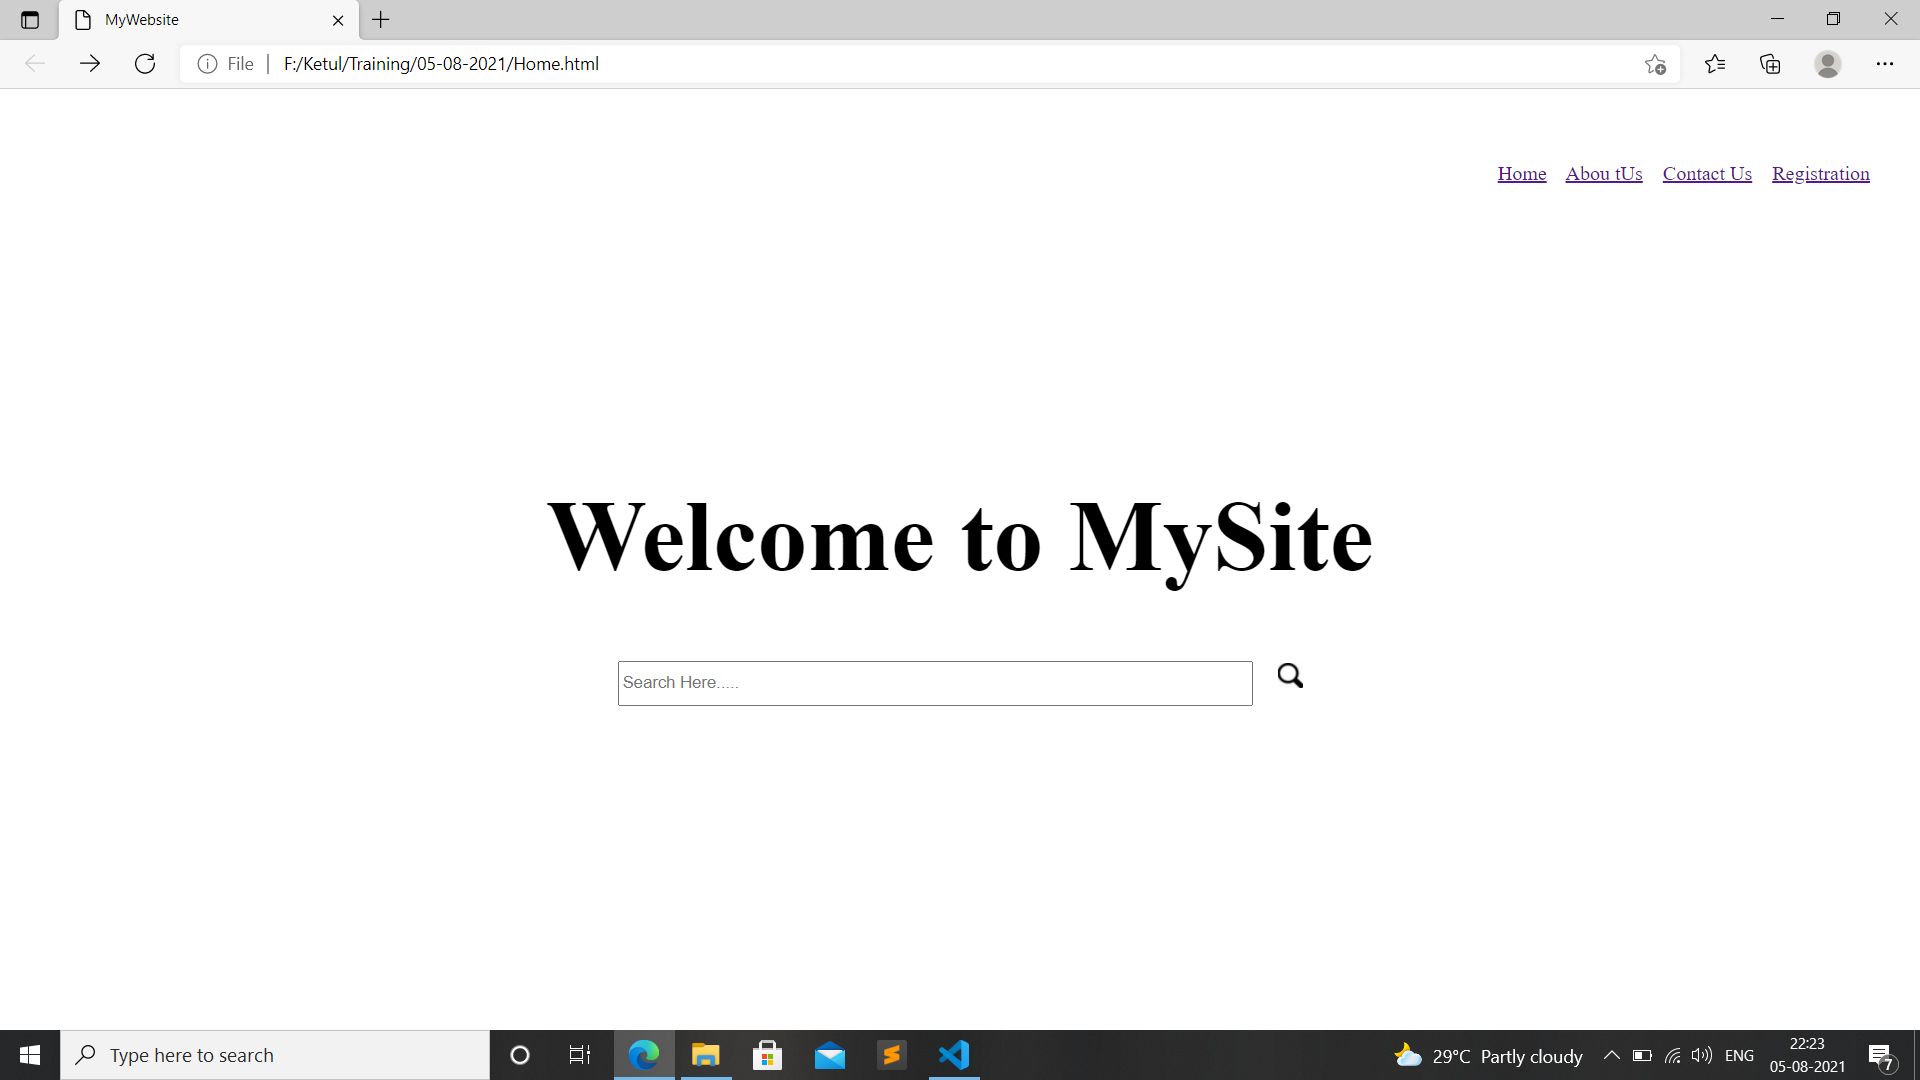 MyWebsite
File F:/Ketul/Training/05-08-2021/Home.html
Home Abou tUs Contact Us Registration
Welcome to MySite
Search Here.....
Type here to search
29°C Partly cloudy
ENG
22:23
05-08-2021
7